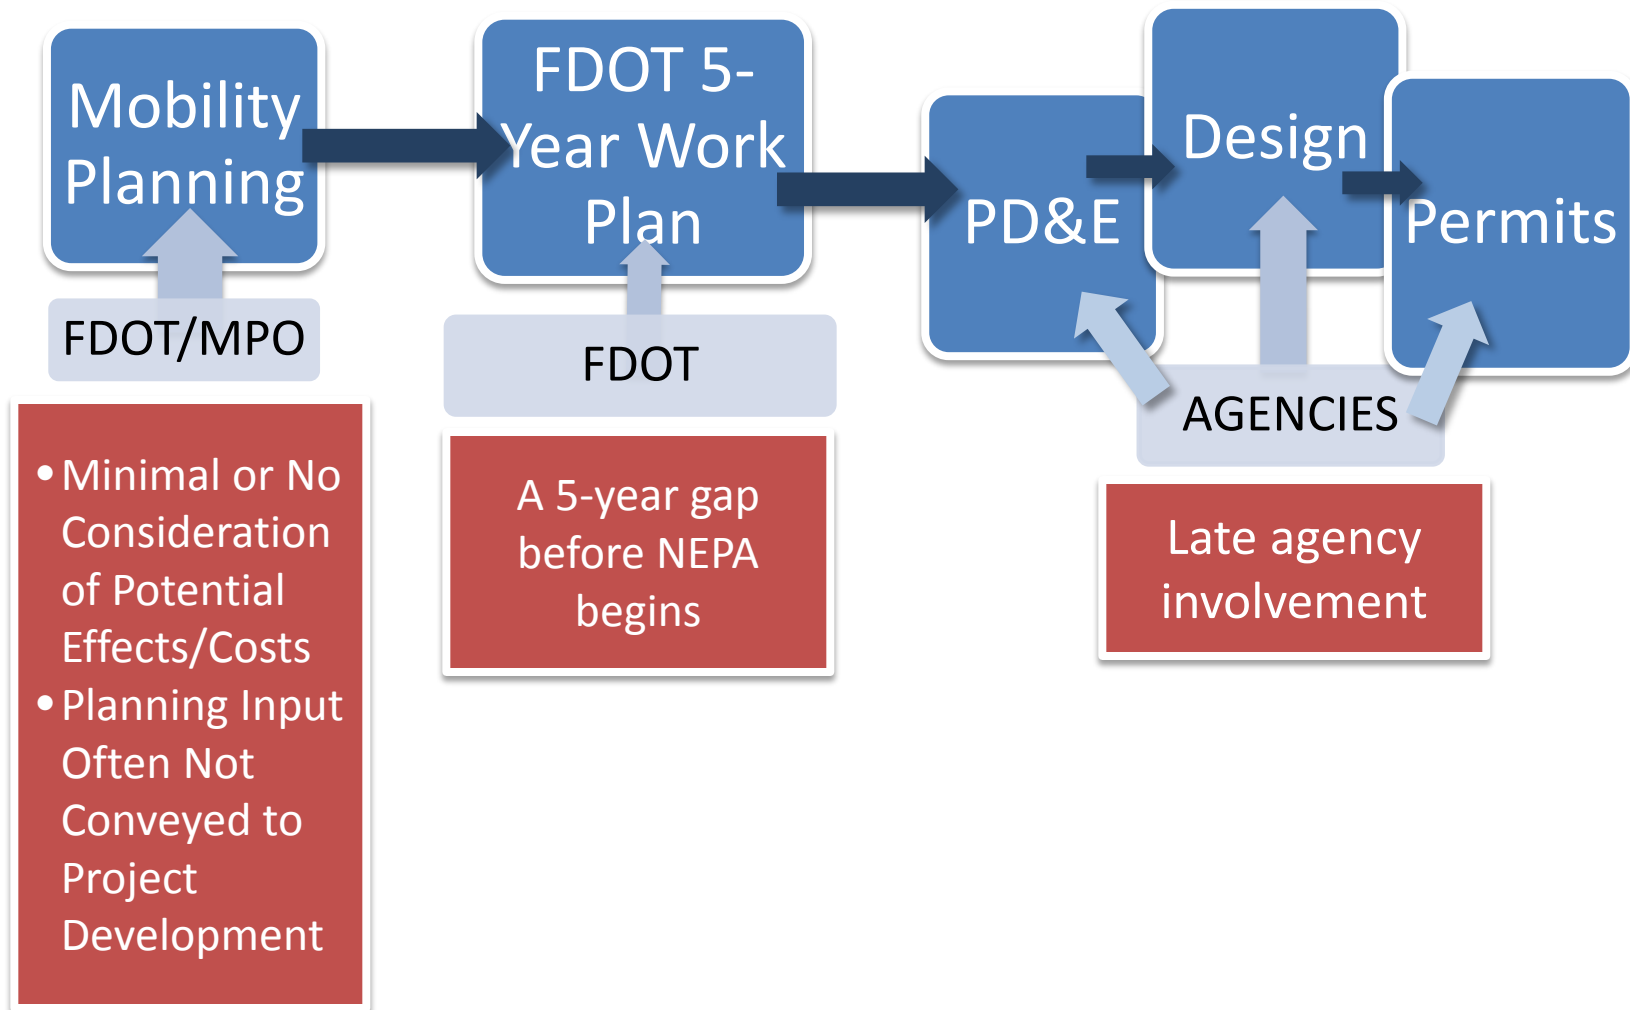 Mobility
Planning
FDOT 5-
Year Work
Plan
PD&E
Design
Permits
FDOT/MPO
FDOT
AGENCIES
•Minimal or No
Consideration
of Potential
Effects/Costs
•Planning Input
Often Not
Conveyed to
Project
Development
A 5-year gap
before NEPA
begins
Late agency
involvement